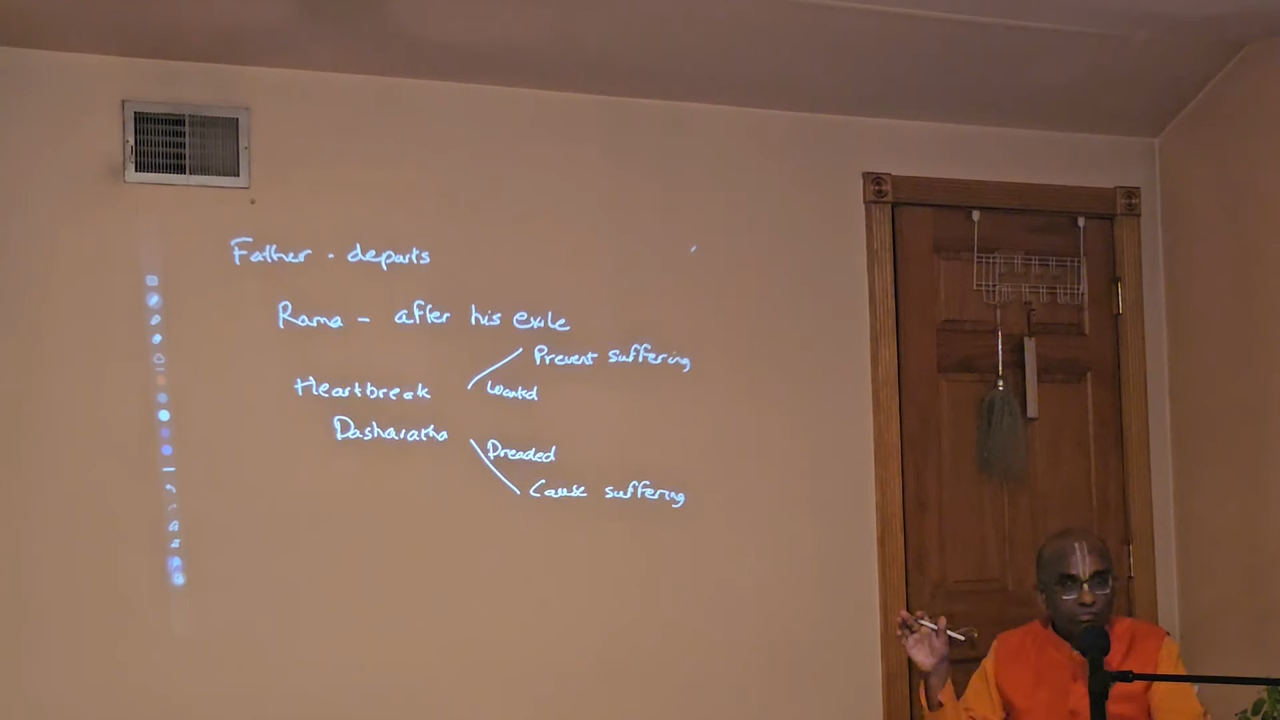 Father - departs
Rama - after his exile
Prevent suffering
Heartbreak Wanted
Dasharatha
Dreaded
Cause suffering